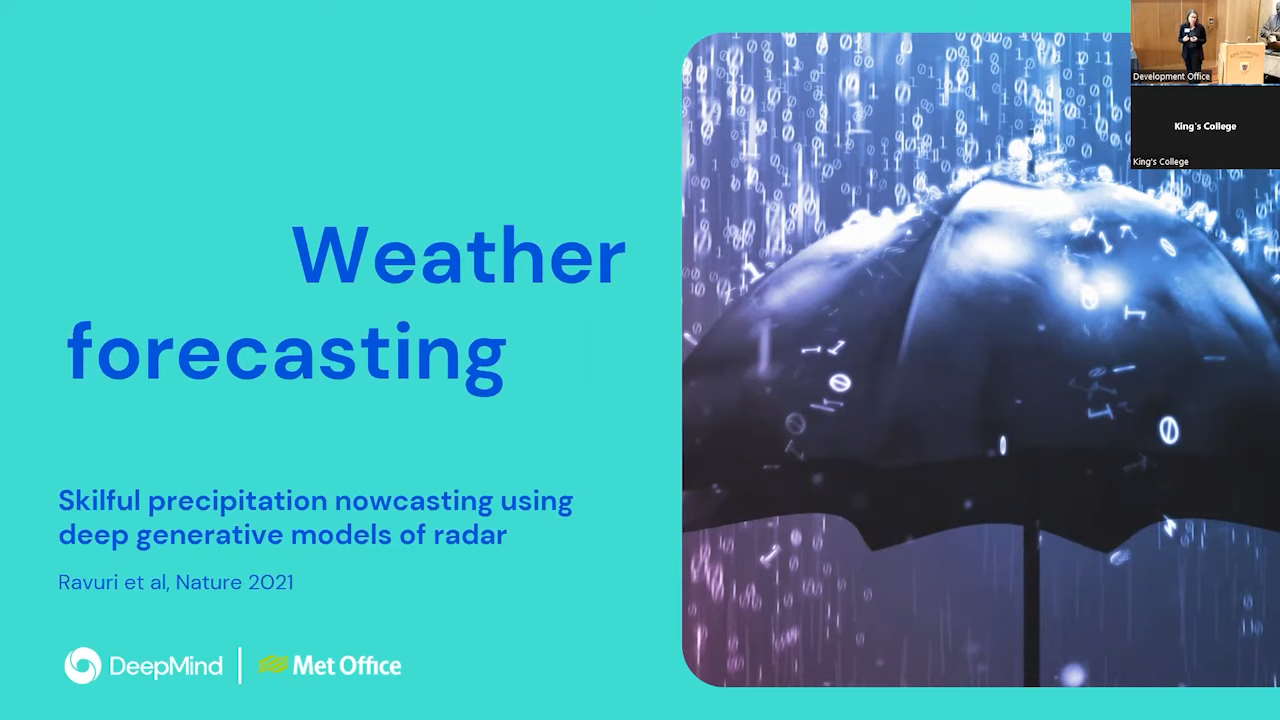 Weather
forecasting
Skilful precipitation nowcasting using
deep generative models of radar
Ravuri et al, Nature 2021
DeepMind
Met Office
Development Office
King's College
King's College